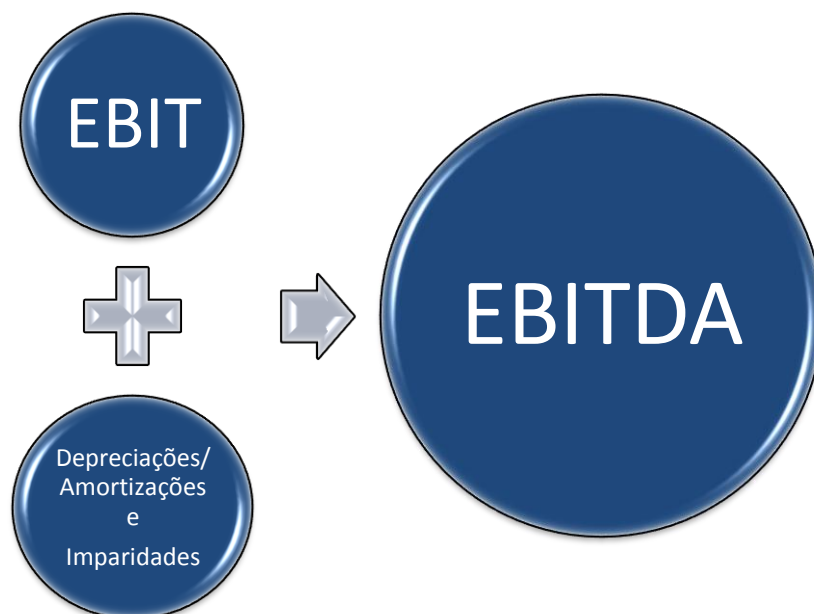 EBIT
Depreciações/
Amortizações
e
Imparidades
EBITDA